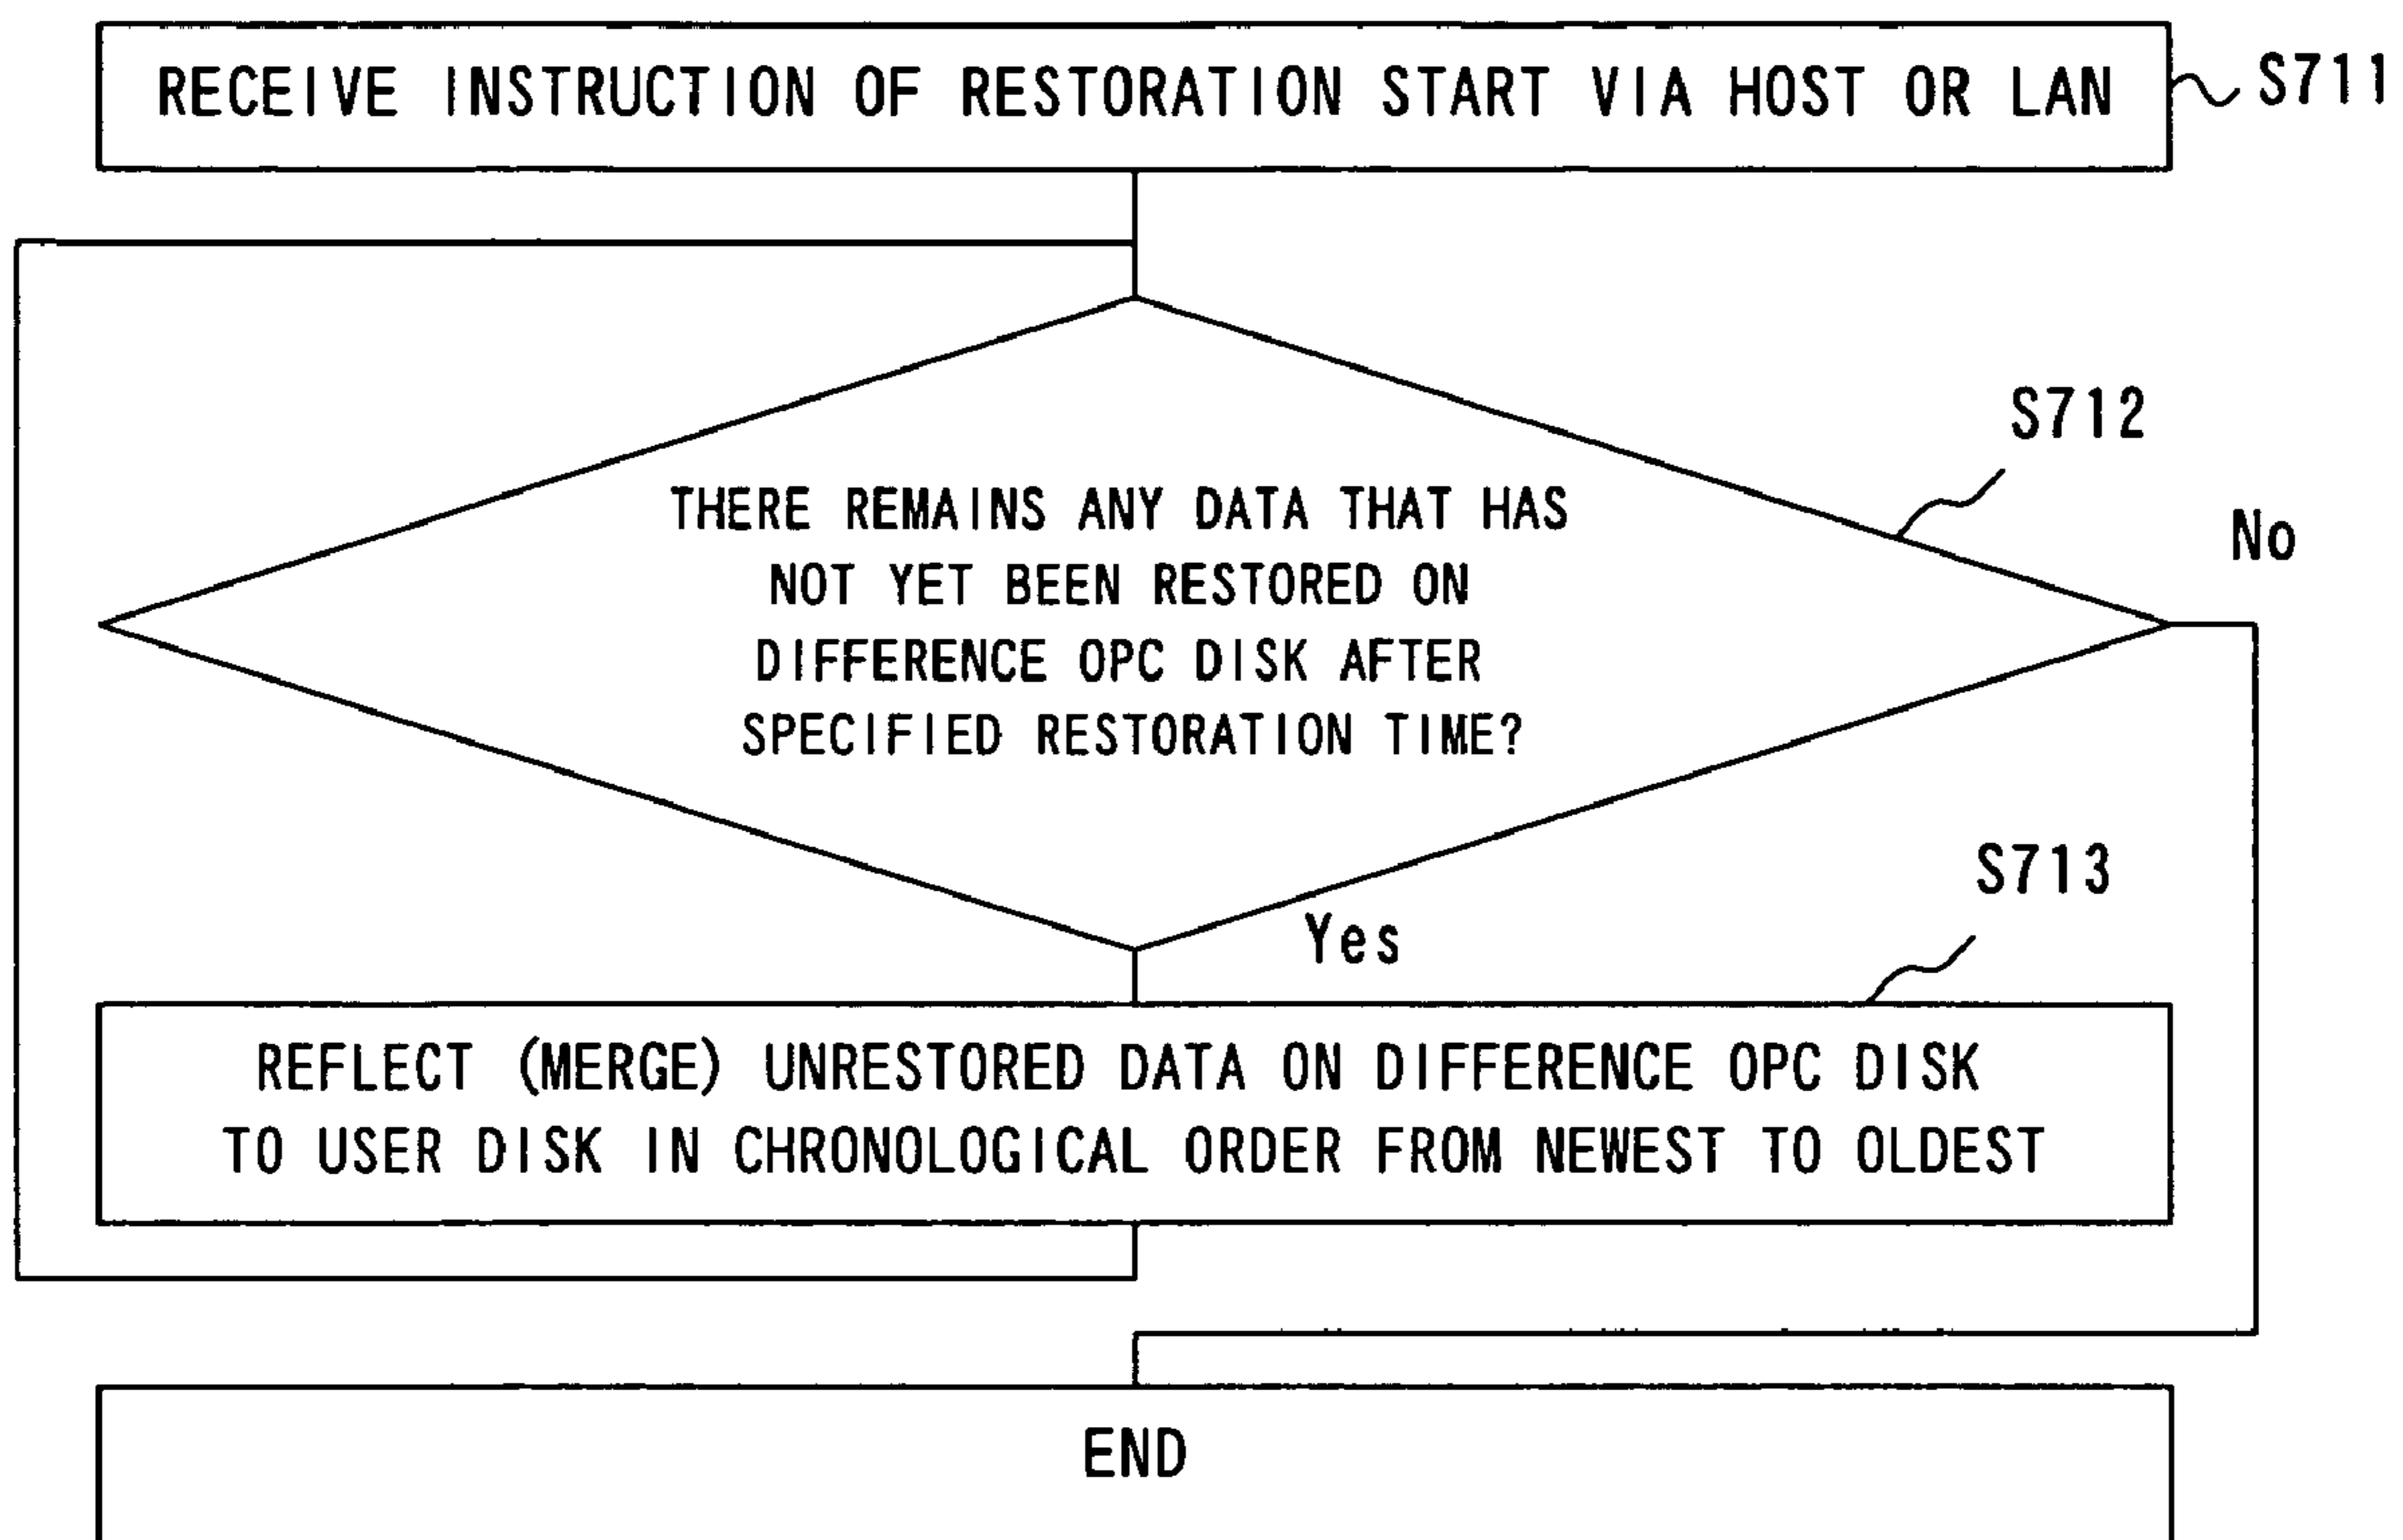 RECEIVE INSTRUCTION OF RESTORATION START VIA HOST OR LAN
S711
S712
No
THERE REMAINS ANY DATA THAT HAS
NOT YET BEEN RESTORED ON
DIFFERENCE OPC DISK AFTER
SPECIFIED RESTORATION TIME?
S713
Yes
REFLECT (MERGE) UNRESTORED DATA ON DIFFERENCE OPC DISK
TO USER DISK IN CHRONOLOGICAL ORDER FROM NEWEST TO OLDEST
END